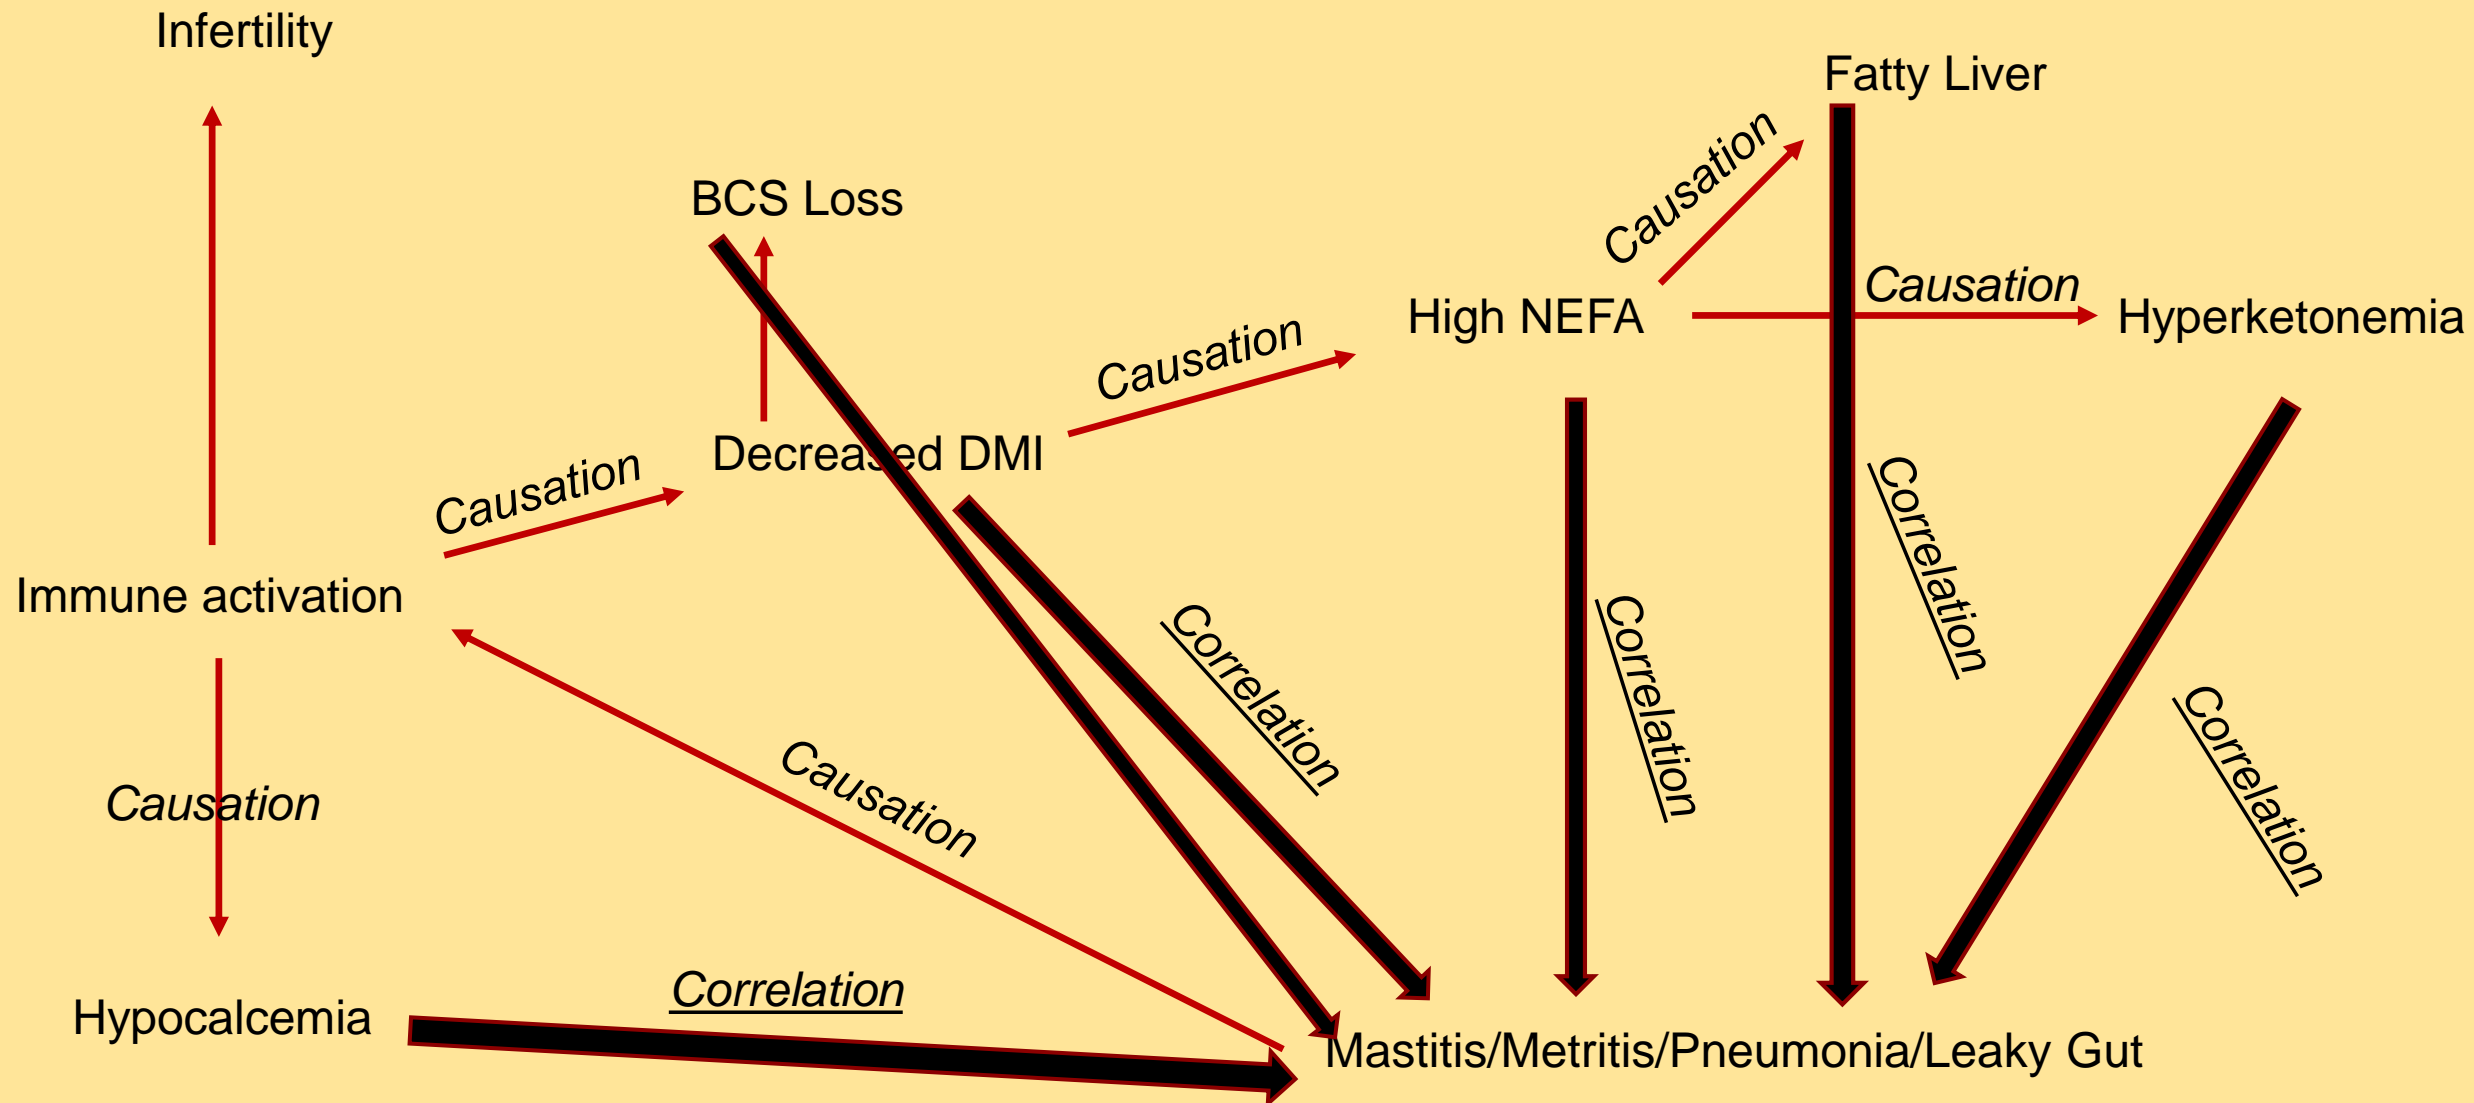 Infertility
Fatty Liver
BCS Loss
Causation
Causation
High NEFA
Hyperketonemia
Causation
Decreased DMI
Causation
Immune activation
Correlation
Correlation
Correlation
Correlation
Causation
Causation
Correlation
Hypocalcemia
Mastitis/Metritis/Pneumonia/Leaky Gut